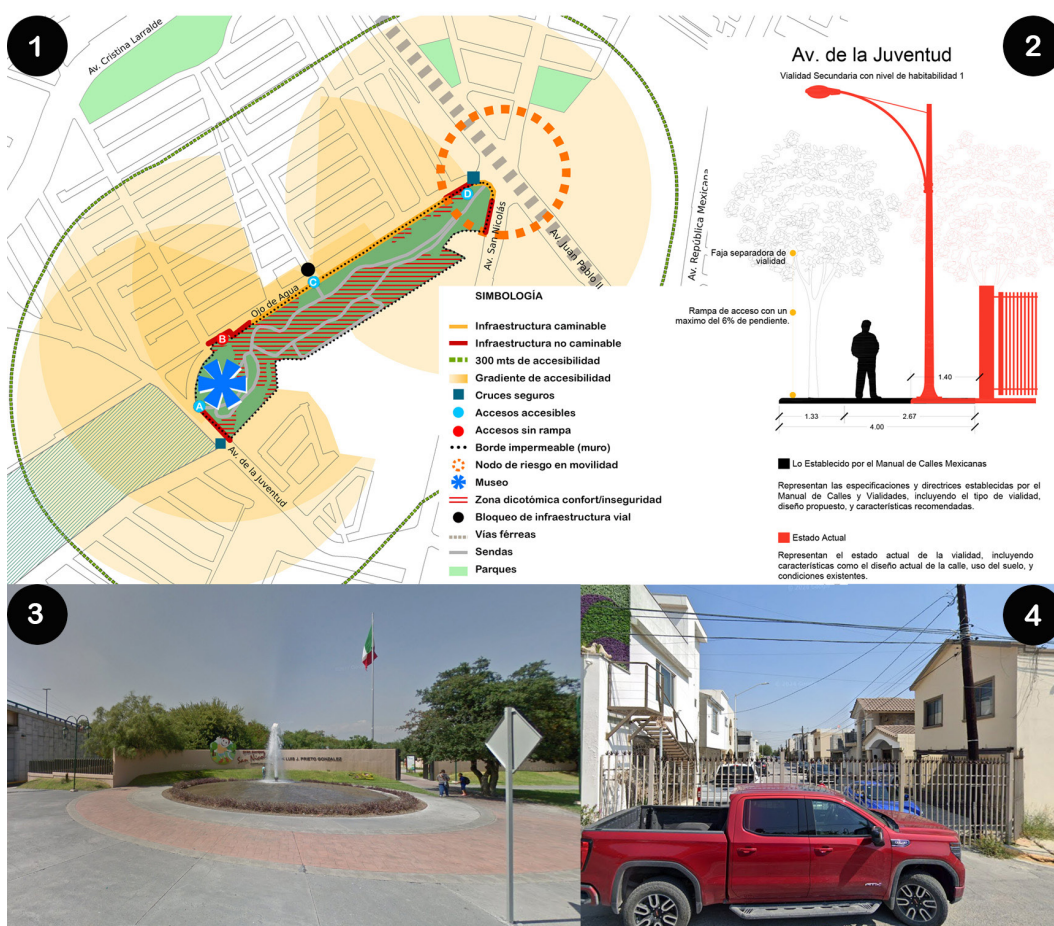 1
Av. Cristina Larralde
Ojo de Agua
Av. San Nicolás
Av. Juan Pablo II
Av. República Mexicana
Av. de la Juventud
A
B
C
D
SIMBOLOGÍA
Infraestructura caminable
Infraestructura no caminable
300 mts de accesibilidad
Gradiente de accesibilidad
Cruces seguros
Accesos accesibles
Accesos sin rampa
Borde impermeable (muro)
Nodo de riesgo en movilidad
Museo
Zona dicotómica confort/inseguridad
Bloqueo de infraestructura vial
Vías férreas
Sendas
Parques
2
Av. de la Juventud
Vialidad Secundaria con nivel de habitabilidad 1
Faja separadora de
vialidad.
Rampa de acceso con un
maximo del 6% de pendiente.
1.40
1.33
2.67
4.00
Lo Establecido por el Manual de Calles Mexicanas
Representan las especificaciones y directrices establecidas por el
Manual de Calles y Vialidades, incluyendo el tipo de vialidad,
diseño propuesto, y características recomendadas.
Estado Actual
Representan el estado actual de la vialidad, incluyendo
características como el diseño actual de la calle, uso del suelo, y
condiciones existentes.
3
LUIS J. PRIETO GONZALES
4